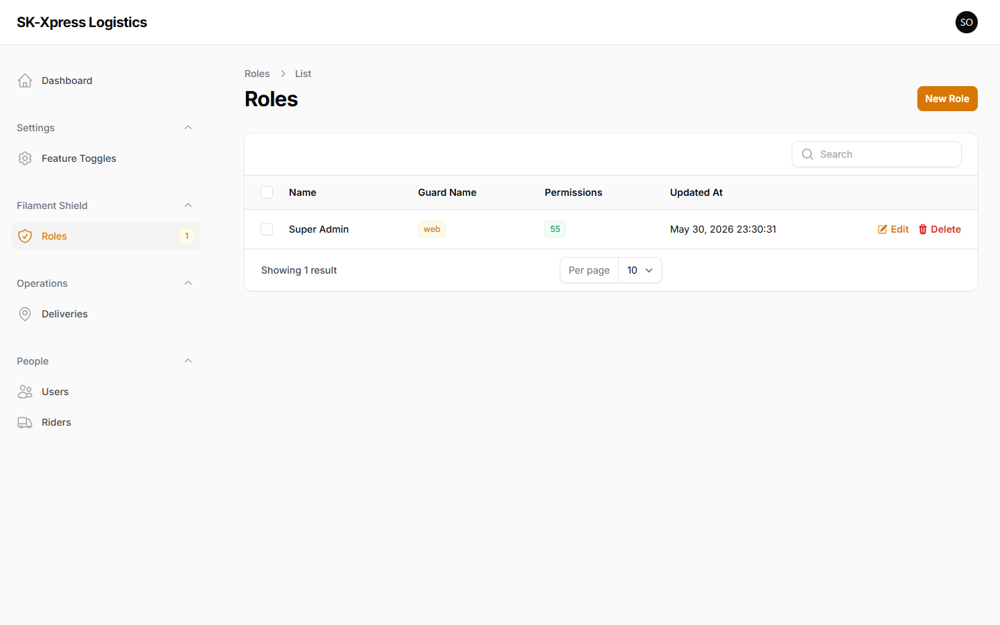 SK-Xpress Logistics
SO
Dashboard
Settings
Feature Toggles
Filament Shield
Roles 1
Operations
Deliveries
People
Users
Riders
Roles > List
Roles
New Role
Search
Name Guard Name Permissions Updated At
Super Admin web 55 May 30, 2026 23:30:31 Edit Delete
Showing 1 result Per page 10